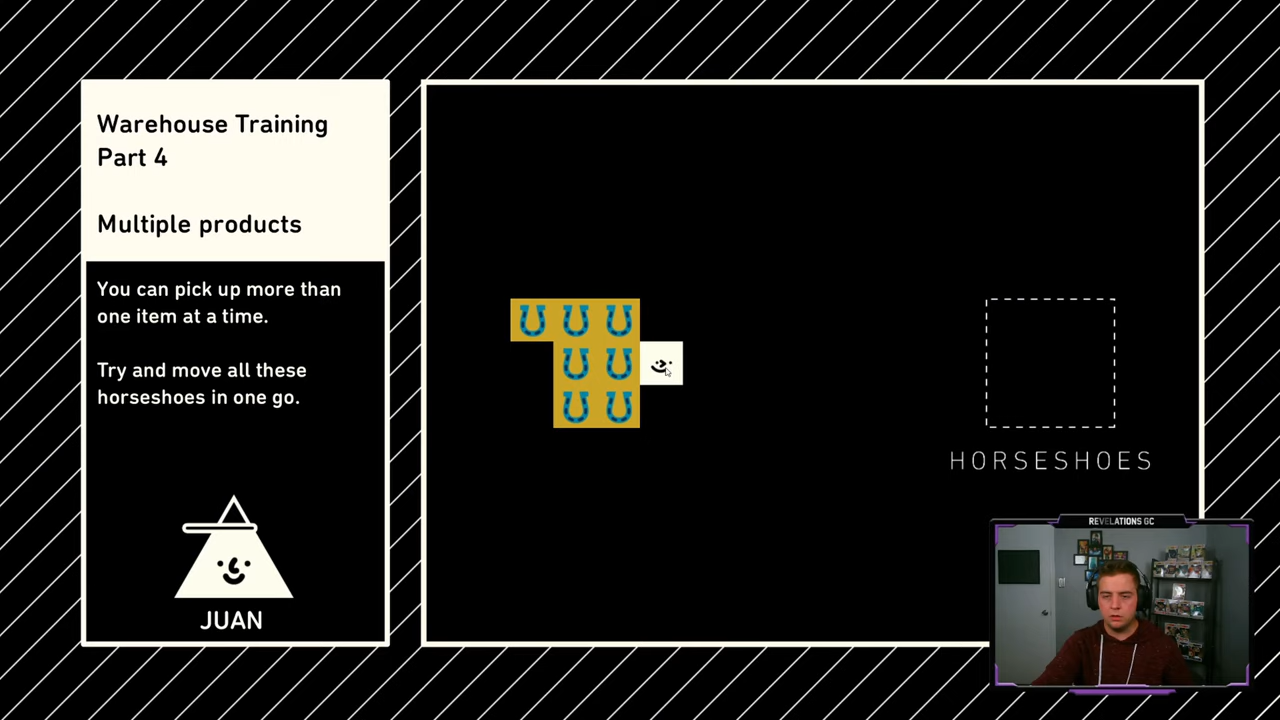 Warehouse Training
Part 4
Multiple products
You can pick up more than
one item at a time.
Try and move all these
horseshoes in one go.
JUAN
HORSESHOES
REVELATIONS GC